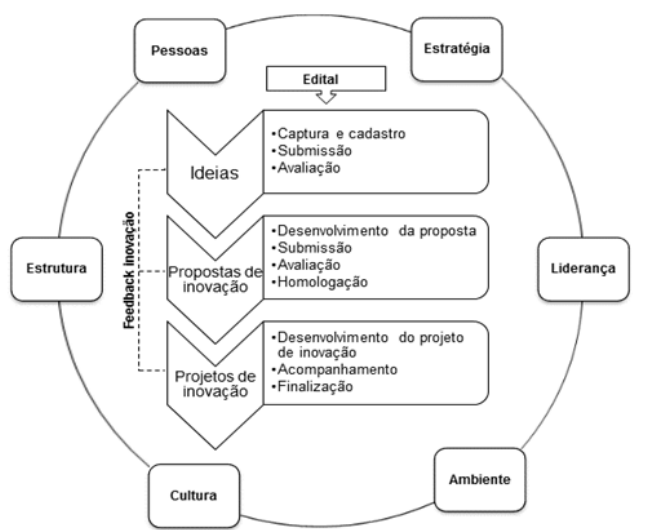 Pessoas
Estratégia
Edital
Ideias
•Captura e cadastro
•Submissão
•Avaliação
Feedback inovação
Estrutura
Propostas de
inovação
•Desenvolvimento da proposta
•Submissão
•Avaliação
•Homologação
Liderança
Projetos de
inovação
•Desenvolvimento do projeto
de inovação
•Acompanhamento
•Finalização
Cultura
Ambiente